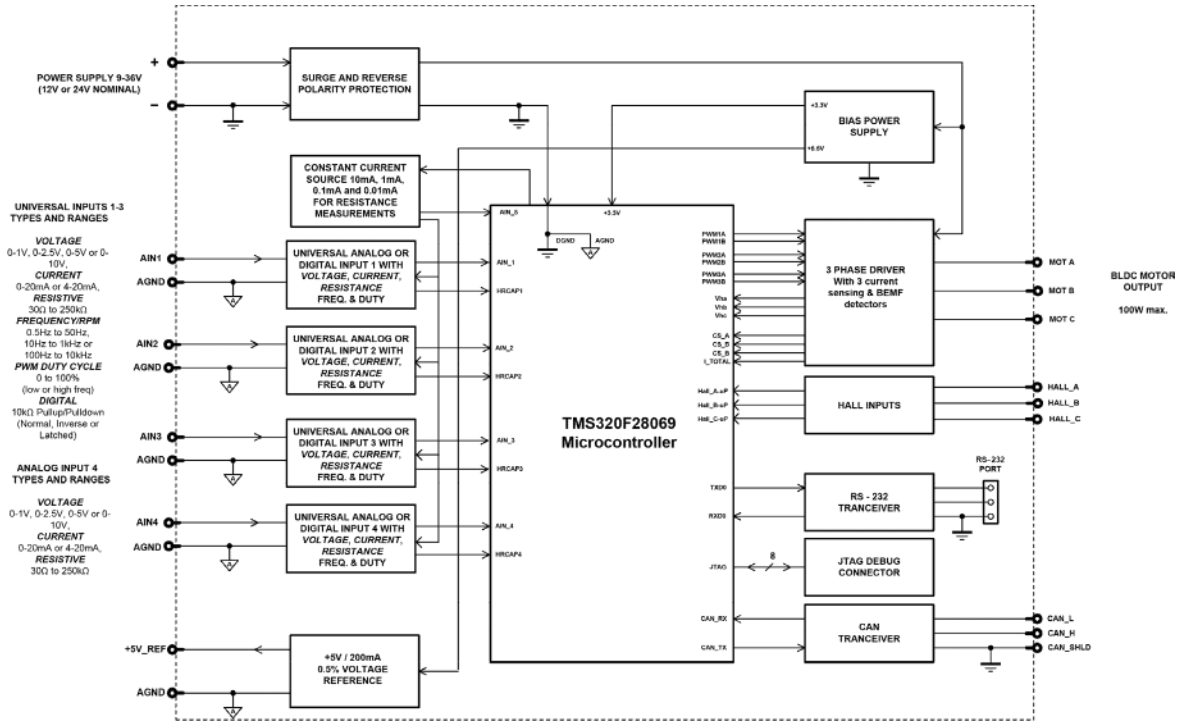 +
POWER SUPPLY 9-36V
(12V or 24V NOMINAL)
−
SURGE AND REVERSE
POLARITY PROTECTION
+3.3V
BIAS POWER
SUPPLY
CONSTANT CURRENT
SOURCE 10mA, 1mA,
0.1mA and 0.01mA
FOR RESISTANCE
MEASUREMENTS
UNIVERSAL INPUTS 1-3
TYPES AND RANGES
VOLTAGE
0-1V, 0-2.5V, 0-5V or 0-
10V,
CURRENT
0-20mA or 4-20mA,
RESISTIVE
30Ω to 250kΩ
FREQUENCY/RPM
0.5Hz to 50Hz,
10Hz to 1kHz or
100Hz to 10kHz
PWM DUTY CYCLE
0 to 100%
(low or high freq)
DIGITAL
10kΩ Pullup/Pulldown
(Normal, Inverse or
Latched)
ANALOG INPUT 4
TYPES AND RANGES
VOLTAGE
0-1V, 0-2.5V, 0-5V or 0-
10V,
CURRENT
0-20mA or 4-20mA,
RESISTIVE
30Ω to 250kΩ
AIN1
AGND
A
UNIVERSAL ANALOG OR
DIGITAL INPUT 1 WITH
VOLTAGE, CURRENT,
RESISTANCE
FREQ. & DUTY
AIN2
AGND
A
UNIVERSAL ANALOG OR
DIGITAL INPUT 2 WITH
VOLTAGE, CURRENT,
RESISTANCE
FREQ. & DUTY
AIN3
AGND
A
UNIVERSAL ANALOG OR
DIGITAL INPUT 3 WITH
VOLTAGE, CURRENT,
RESISTANCE
FREQ. & DUTY
AIN4
AGND
A
UNIVERSAL ANALOG OR
DIGITAL INPUT 4 WITH
VOLTAGE, CURRENT,
RESISTANCE
FREQ. & DUTY
+5V_REF
AGND
A
+5V / 200mA
0.5% VOLTAGE
REFERENCE
AIN_5
AIN_1
HRCAP1
AIN_2
HRCAP2
AIN_3
HRCAP3
AIN_4
HRCAP4
+3.3V
DGND
AGND
A
TMS320F28069
Microcontroller
PWM1A
PWM1B
PWM2A
PWM2B
PWM3A
PWM3B
Vha
Vhb
Vhc
CS_A
CS_B
I_TOTAL
Hall_A-uP
Hall_B-uP
Hall_C-uP
TXD0
RXD0
JTAG
CAN_RX
CAN_TX
3 PHASE DRIVER
With 3 current
sensing & BEMF
detectors
MOT A
MOT B
MOT C
BLDC MOTOR
OUTPUT
100W max.
HALL INPUTS
HALL_A
HALL_B
HALL_C
RS - 232
TRANCEIVER
RS-232
PORT
8
JTAG DEBUG
CONNECTOR
CAN
TRANCEIVER
CAN_L
CAN_H
CAN_SHLD